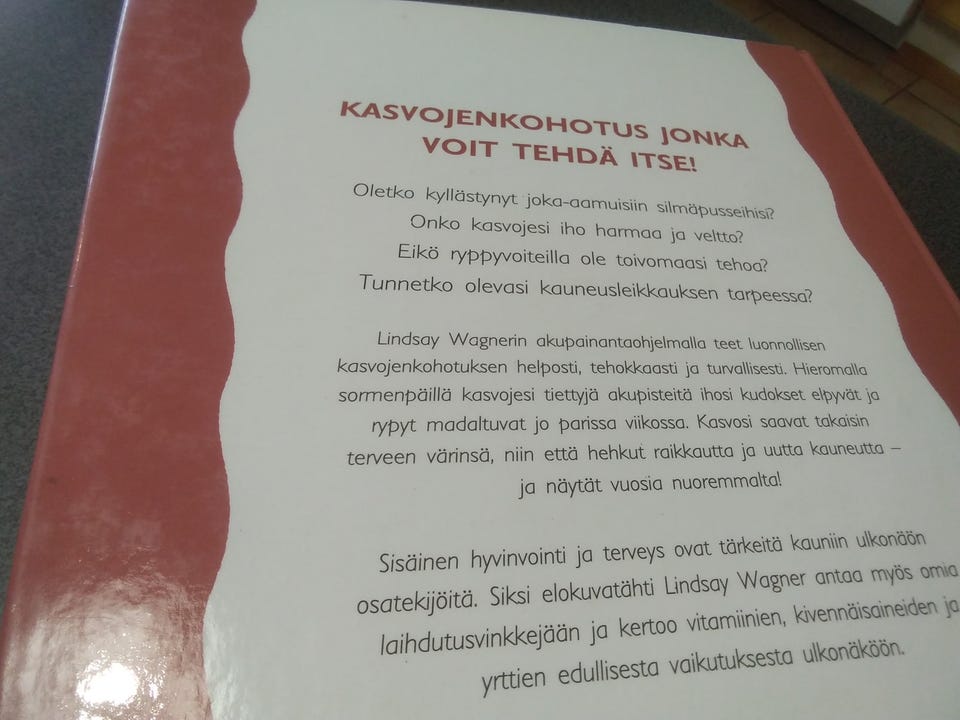 KASVOJENKOHOTUS JONKA
VOIT TEHDÄ ITSE!
Oletko kyllästynyt joka-aamuisiin silmäpusseihisi?
Onko kasvojesi iho harmaa ja veltto?
Eikö ryppyvoiteilla ole toivomaasi tehoa?
Tunnetko olevasi kauneusleikkauksen tarpeessa?
Lindsay Wagnerin akupainantaohjelmalla teet luonnollisen
kasvojenkohotuksen helposti, tehokkaasti ja turvallisesti. Hieromalla
sormenpäillä kasvojesi tiettyjä akupisteitä ihosi kudokset elpyvät ja
rypyt madaltuvat jo parissa viikossa. Kasvosi saavat takaisin
terveen värinsä, niin että hehkut raikkautta ja uutta kauneutta –
ja näytät vuosia nuoremmalta!
Sisäinen hyvinvointi ja terveys ovat tärkeitä kauniin ulkonäön
osatekijöitä. Siksi elokuvatähti Lindsay Wagner antaa myös omia
laihdutusvinkkejään ja kertoo vitamiinien, kivennäisaineiden ja
yrttien edullisesta vaikutuksesta ulkonäköön.